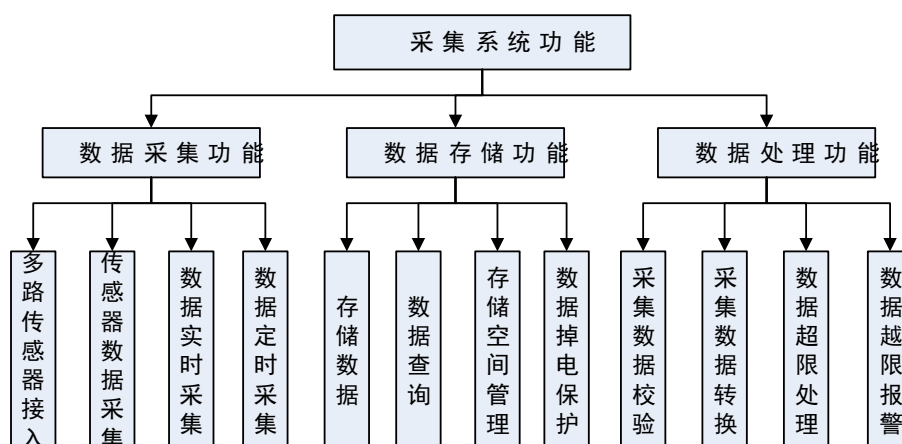 采集系统功能
数据采集功能
数据存储功能
数据处理功能
多路传感器接入
传感器数据采集
数据实时采集
数据定时采集
存储数据
数据查询
存储空间管理
数据掉电保护
采集数据校验
采集数据转换
数据超限处理
数据越限报警